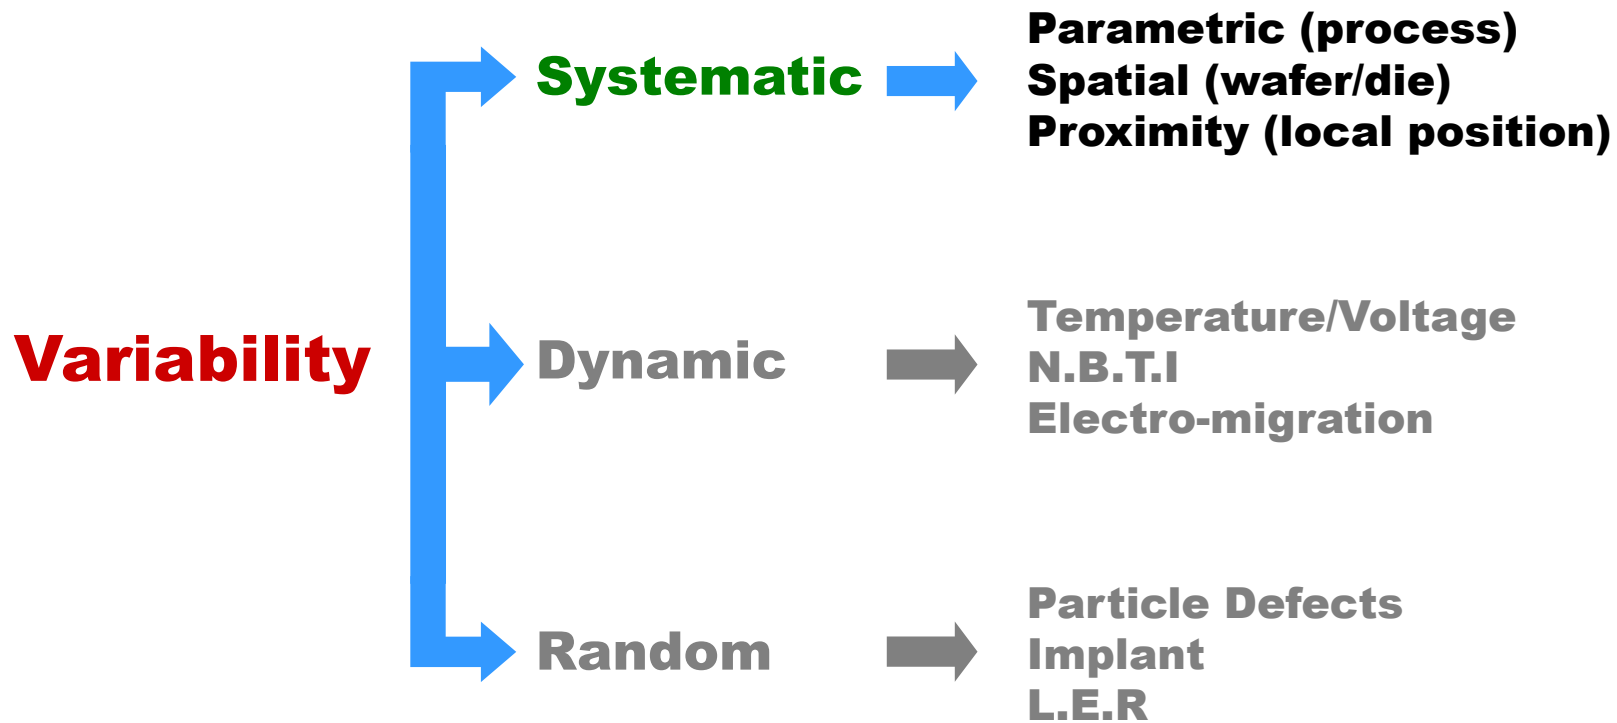 Variability
Systematic
Parametric (process)
Spatial (wafer/die)
Proximity (local position)
Dynamic
Temperature/Voltage
N.B.T.I
Electro-migration
Random
Particle Defects
Implant
L.E.R